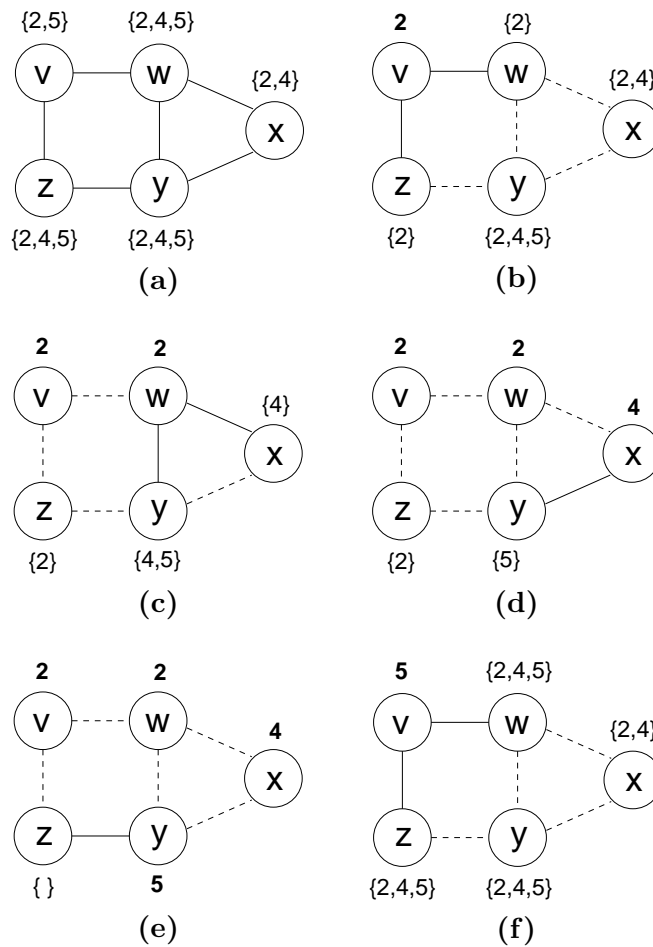 {2,5} {2,4,5} 2 {2}
{2,4} {2,4}
v w v w
x x
z y z y
{2,4,5} {2,4,5} {2} {2,4,5}
(a) (b)
2 2 2 2
{4} 4
v w v w
x x
z y z y
{2} {4,5} {2} {5}
(c) (d)
2 2 5 {2,4,5}
4 {2,4}
v w v w
x x
z y z y
{ } 5 {2,4,5} {2,4,5}
(e) (f)